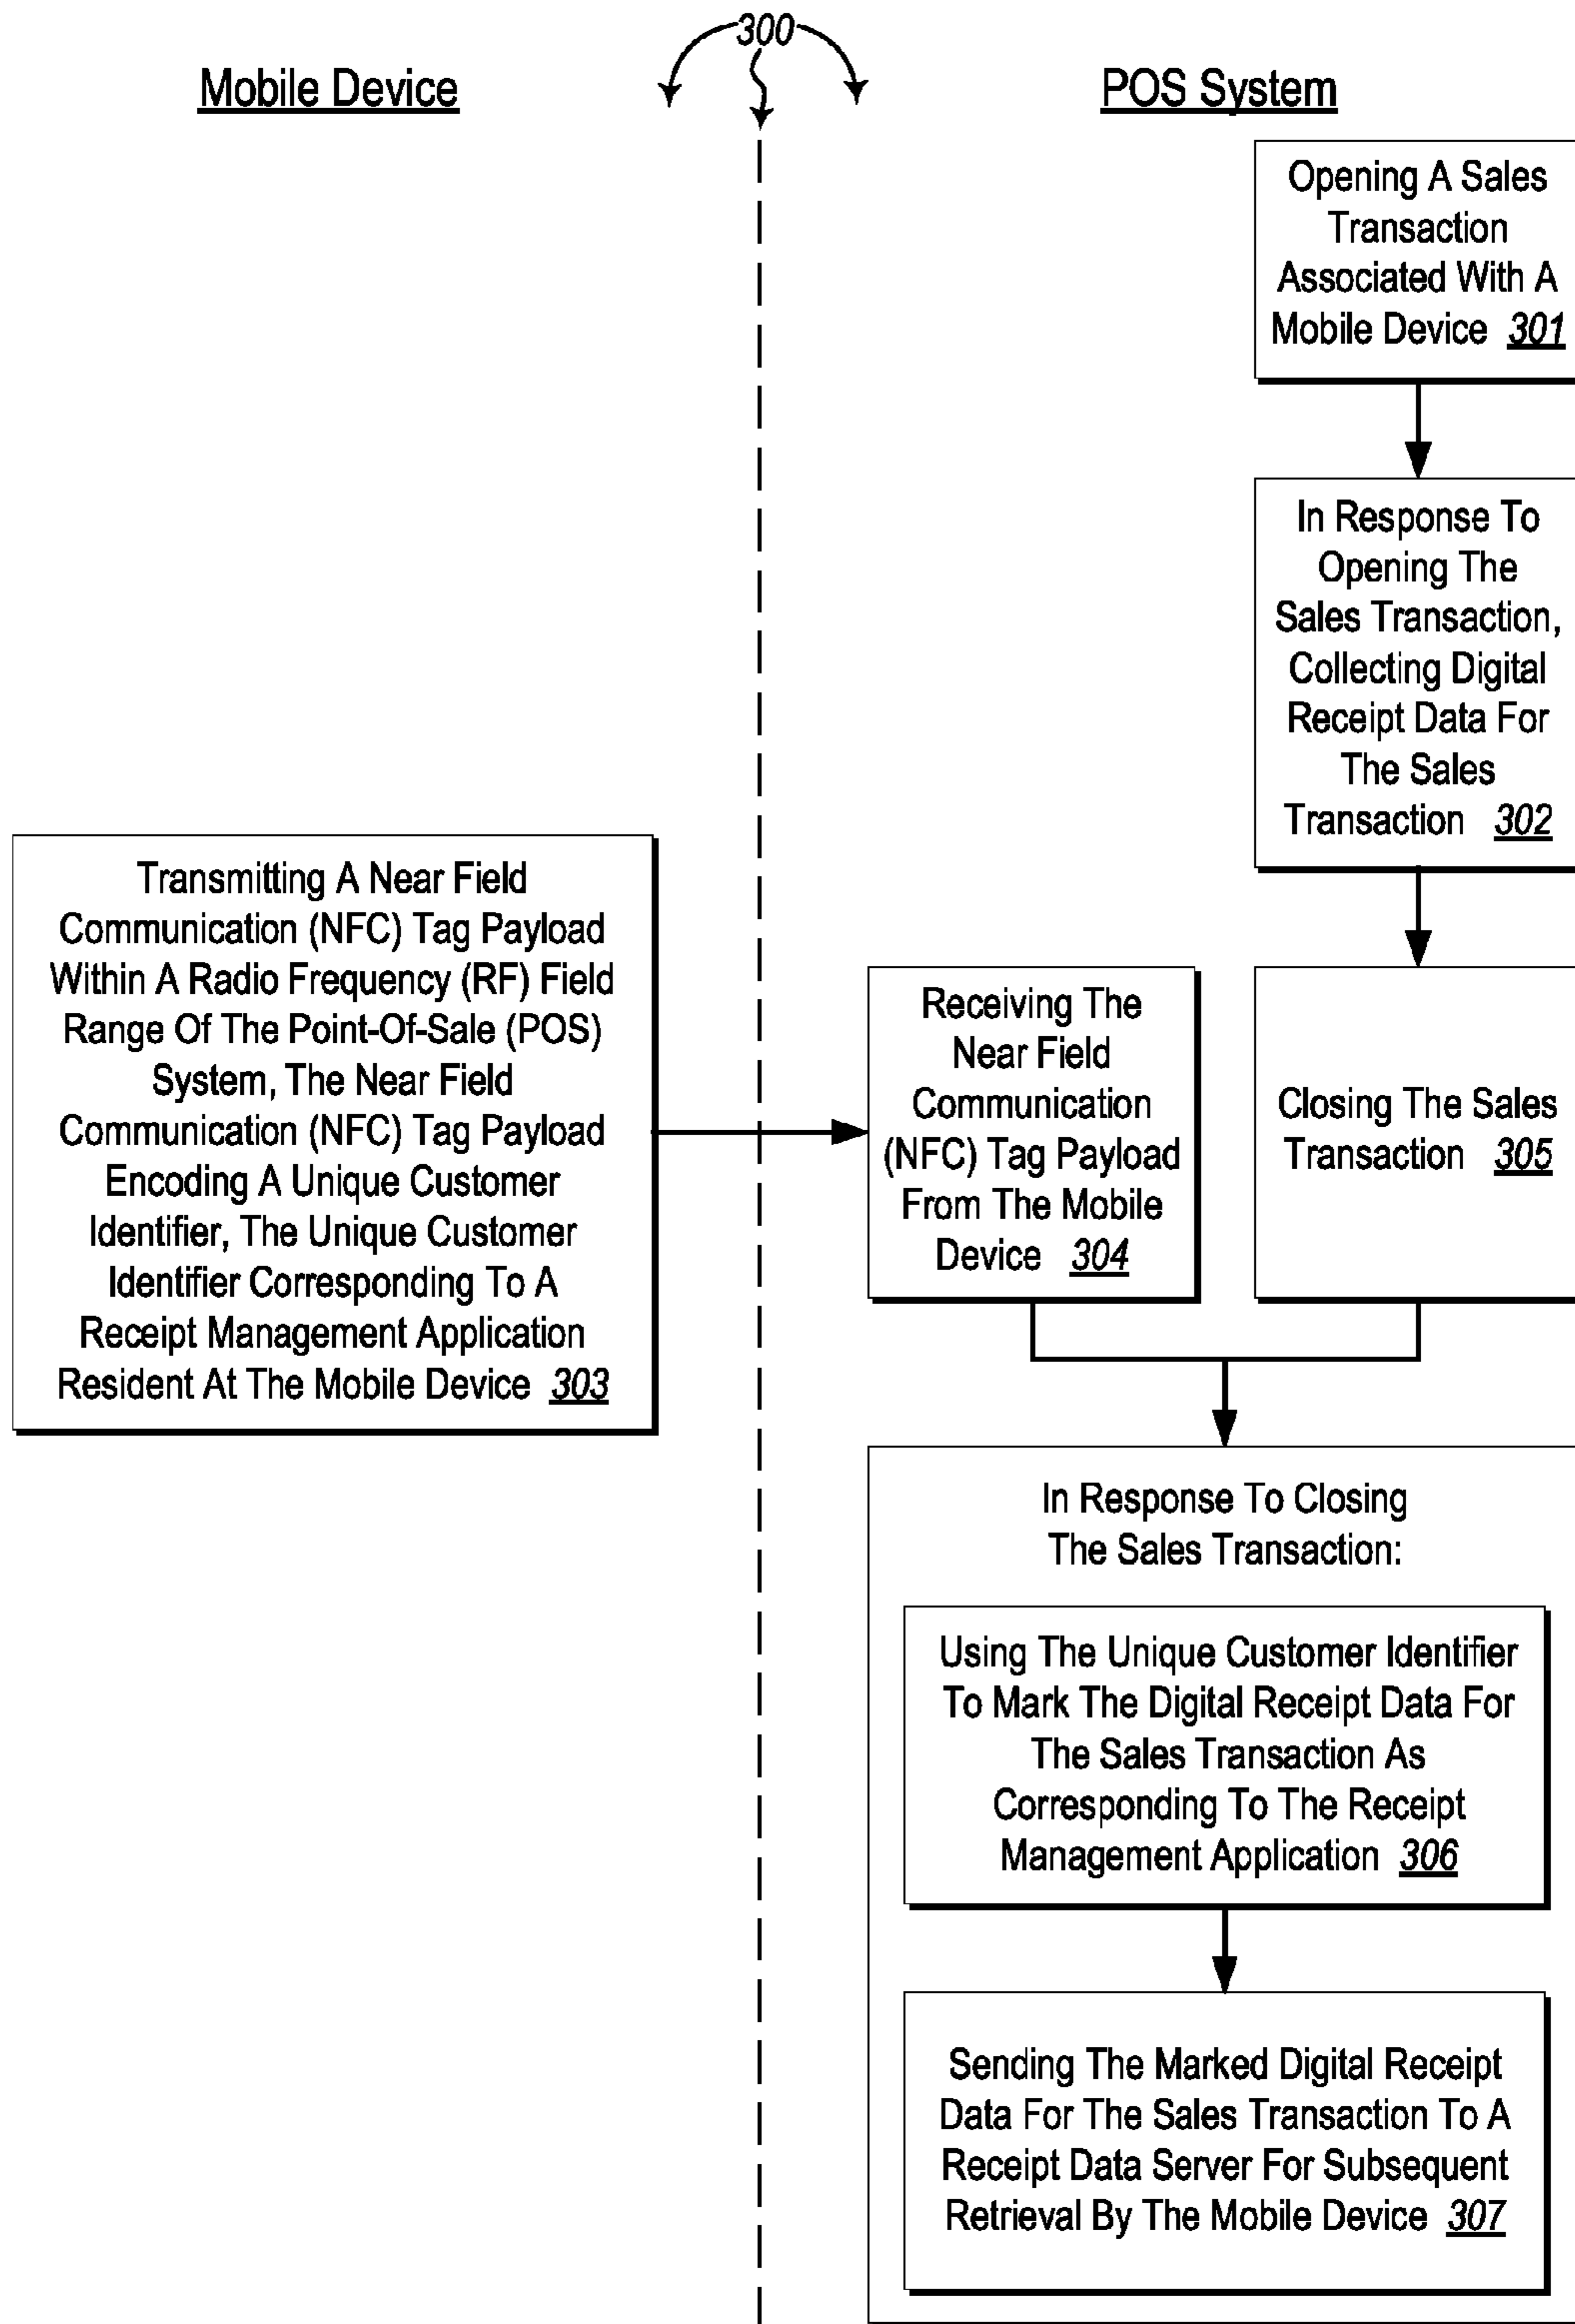 300
Mobile Device
POS System
Opening A Sales
Transaction
Associated With A
Mobile Device 301
In Response To
Opening The
Sales Transaction,
Collecting Digital
Receipt Data For
The Sales
Transaction 302
Transmitting A Near Field
Communication (NFC) Tag Payload
Within A Radio Frequency (RF) Field
Range Of The Point-Of-Sale (POS)
System, The Near Field
Communication (NFC) Tag Payload
Encoding A Unique Customer
Identifier, The Unique Customer
Identifier Corresponding To A
Receipt Management Application
Resident At The Mobile Device 303
Receiving The
Near Field
Communication
(NFC) Tag Payload
From The Mobile
Device 304
Closing The Sales
Transaction 305
In Response To Closing
The Sales Transaction:
Using The Unique Customer Identifier
To Mark The Digital Receipt Data For
The Sales Transaction As
Corresponding To The Receipt
Management Application 306
Sending The Marked Digital Receipt
Data For The Sales Transaction To A
Receipt Data Server For Subsequent
Retrieval By The Mobile Device 307